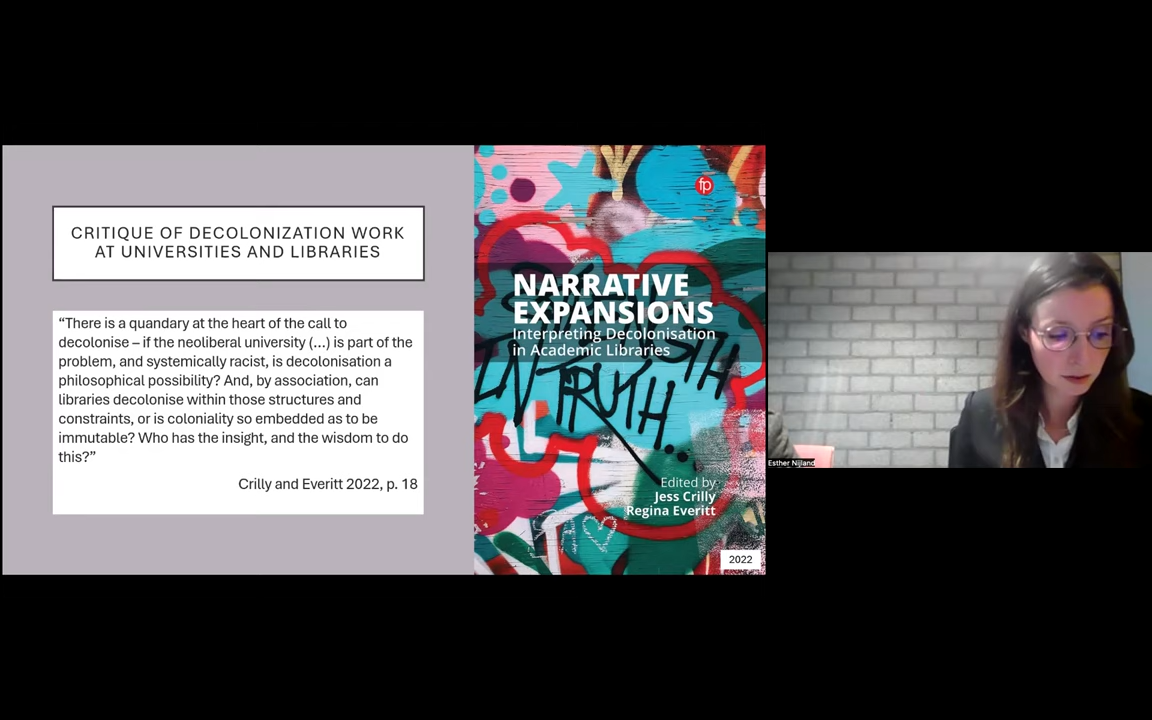 CRITIQUE OF DECOLONIZATION WORK
AT UNIVERSITIES AND LIBRARIES
“There is a quandary at the heart of the call to
decolonise – if the neoliberal university (...) is part of the
problem, and systemically racist, is decolonisation a
philosophical possibility? And, by association, can
libraries decolonise within those structures and
constraints, or is coloniality so embedded as to be
immutable? Who has the insight, and the wisdom to do
this?”
Crilly and Everitt 2022, p. 18
fp
NARRATIVE
EXPANSIONS
Interpreting Decolonisation
in Academic Libraries
IN TRUTH...
Edited by
Jess Crilly
Regina Everitt
2022
Esther Nijland